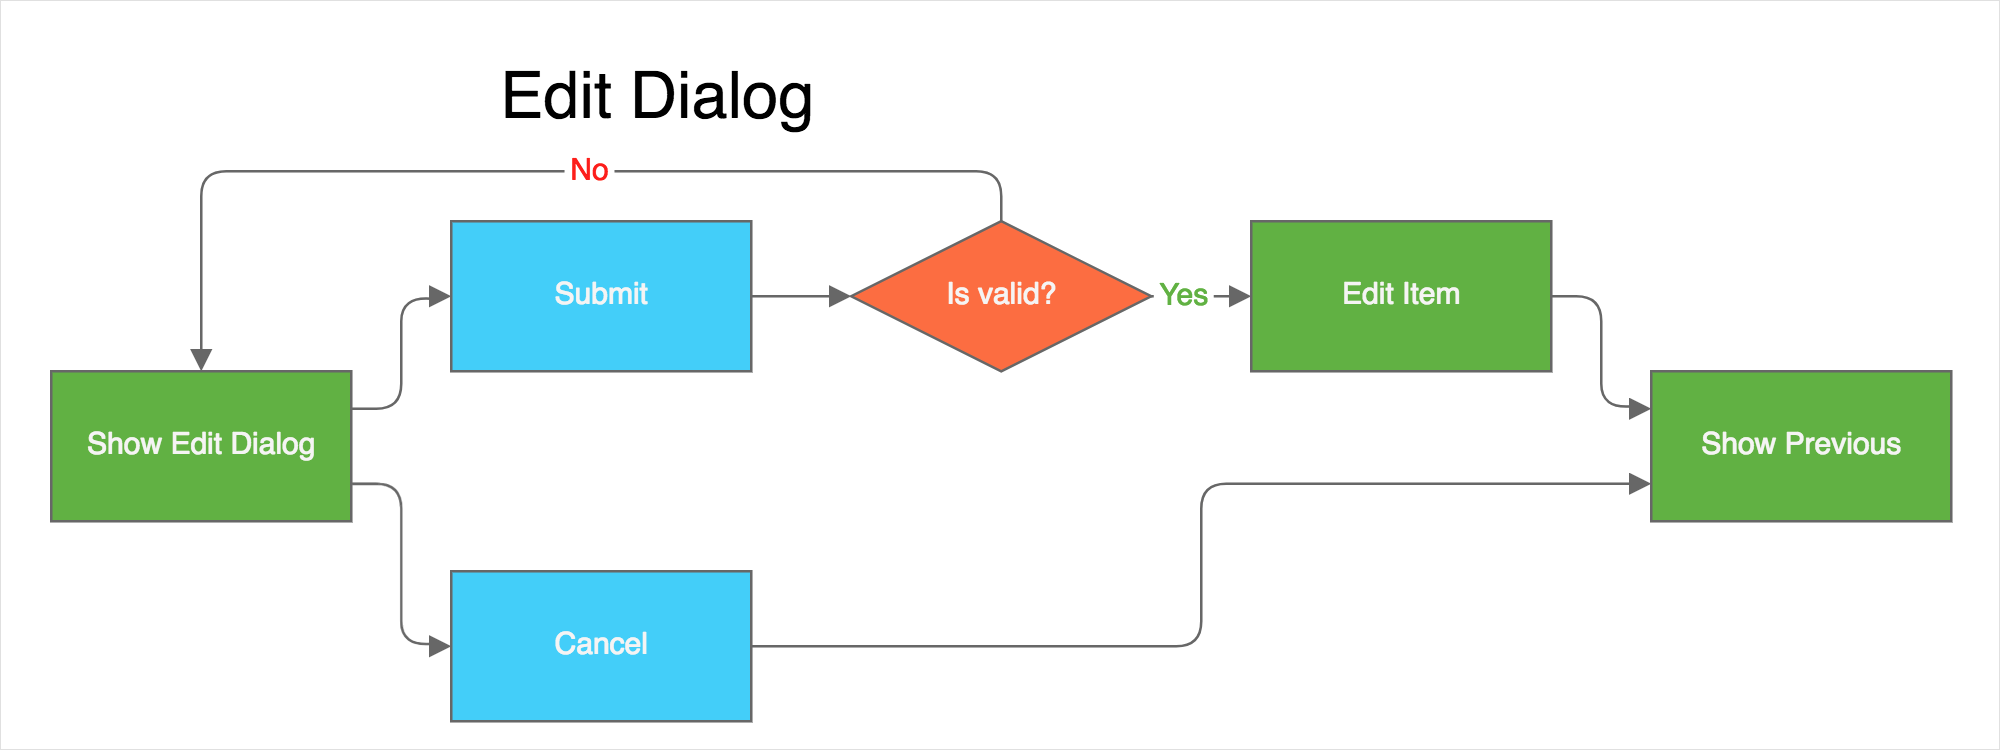 Edit Dialog
No
Submit
Is valid?
Yes
Edit Item
Show Edit Dialog
Show Previous
Cancel